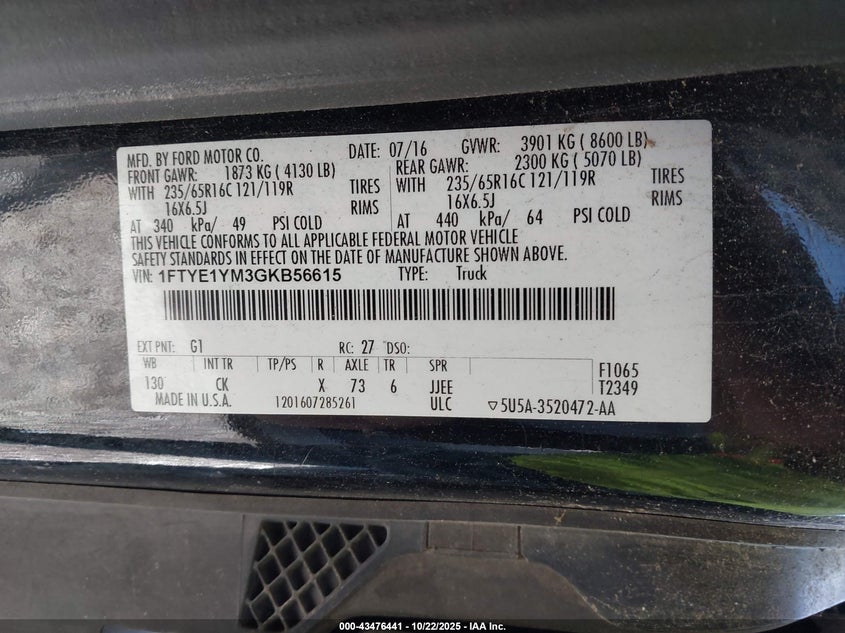 MFD. BY FORD MOTOR CO. DATE: 07/16 GVWR: 3901 KG ( 8600 LB)
FRONT GAWR: 1873 KG ( 4130 LB) REAR GAWR: 2300 KG ( 5070 LB)
WITH 235/65R16C 121/119R TIRES WITH 235/65R16C 121/119R TIRES
16X6.5J RIMS 16X6.5J RIMS
AT 340 kPa/ 49 PSI COLD AT 440 kPa/ 64 PSI COLD
THIS VEHICLE CONFORMS TO ALL APPLICABLE FEDERAL MOTOR VEHICLE
SAFETY STANDARDS IN EFFECT ON THE DATE OF MANUFACTURE SHOWN ABOVE.
VIN: 1FTYE1YM3GKB56615 TYPE: Truck
EXT PNT: G1 RC: 27 DSO:
WB INT TR TP/PS R AXLE TR SPR F1065
130 CK X 73 6 JJEE T2349
MADE IN U.S.A. 1201607285261 ULC ▽5U5A-3520472-AA
000-43476441 - 10/22/2025 - IAA Inc.